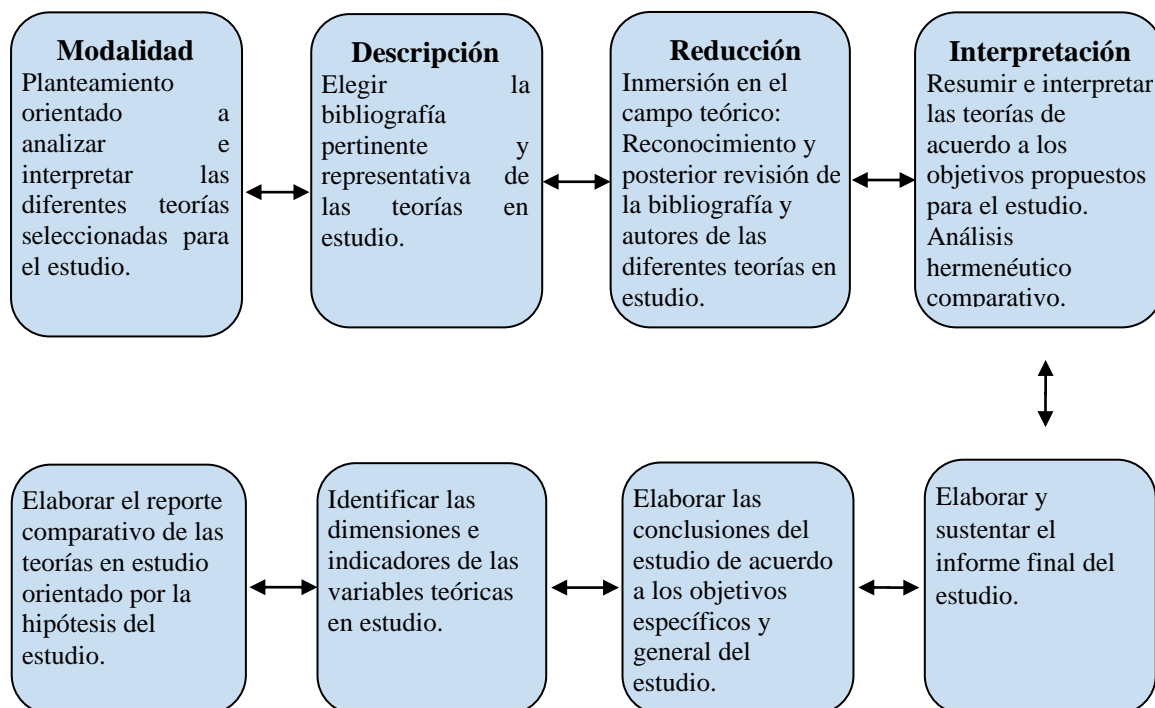 Modalidad
Planteamiento
orientado a
analizar e
interpretar las
diferentes teorías
seleccionadas para
el estudio.
Descripción
Elegir la
bibliografía
pertinente y
representativa de
las teorías en
estudio.
Reducción
Inmersión en el
campo teórico:
Reconocimiento y
posterior revisión de
la bibliografía y
autores de las
diferentes teorías en
estudio.
Interpretación
Resumir e interpretar
las teorías de
acuerdo a los
objetivos propuestos
para el estudio.
Análisis
hermenéutico
comparativo.
Elaborar el reporte
comparativo de las
teorías en estudio
orientado por la
hipótesis del
estudio.
Identificar las
dimensiones e
indicadores de las
variables teóricas
en estudio.
Elaborar las
conclusiones del
estudio de acuerdo
a los objetivos
específicos y
general del
estudio.
Elaborar y
sustentar el
informe final del
estudio.